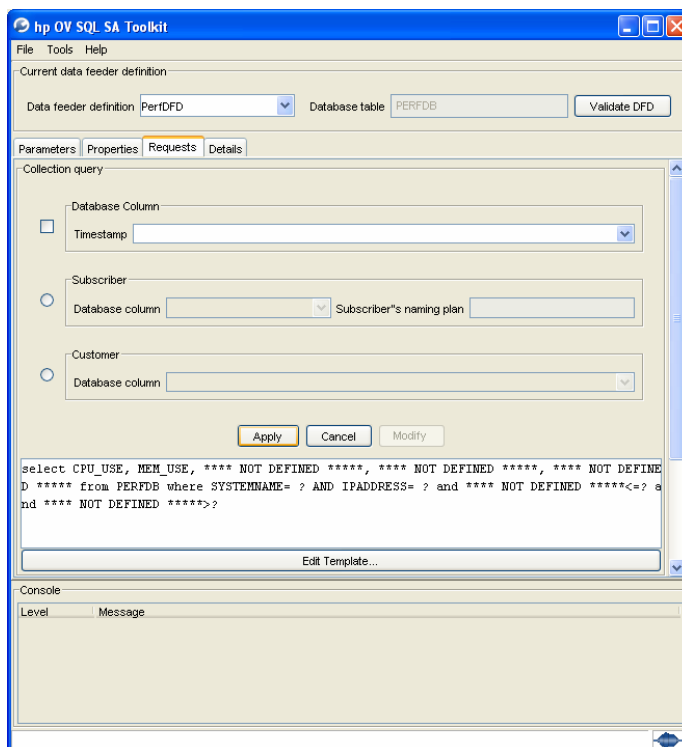 hp OV SQL SA Toolkit
File Tools Help
Current data feeder definition
Data feeder definition PerfDFD Database table PERFDB Validate DFD
Parameters Properties Requests Details
Collection query
Database Column
Timestamp
Subscriber
Database column Subscriber"s naming plan
Customer
Database column
Apply Cancel Modify
select CPU_USE, MEM_USE, **** NOT DEFINED *****, **** NOT DEFINED *****, **** NOT DEFINE
D ***** from PERFDB where SYSTEMNAME= ? AND IPADDRESS= ? and **** NOT DEFINED *****<=? a
nd **** NOT DEFINED *****>?
Edit Template...
Console
Level Message